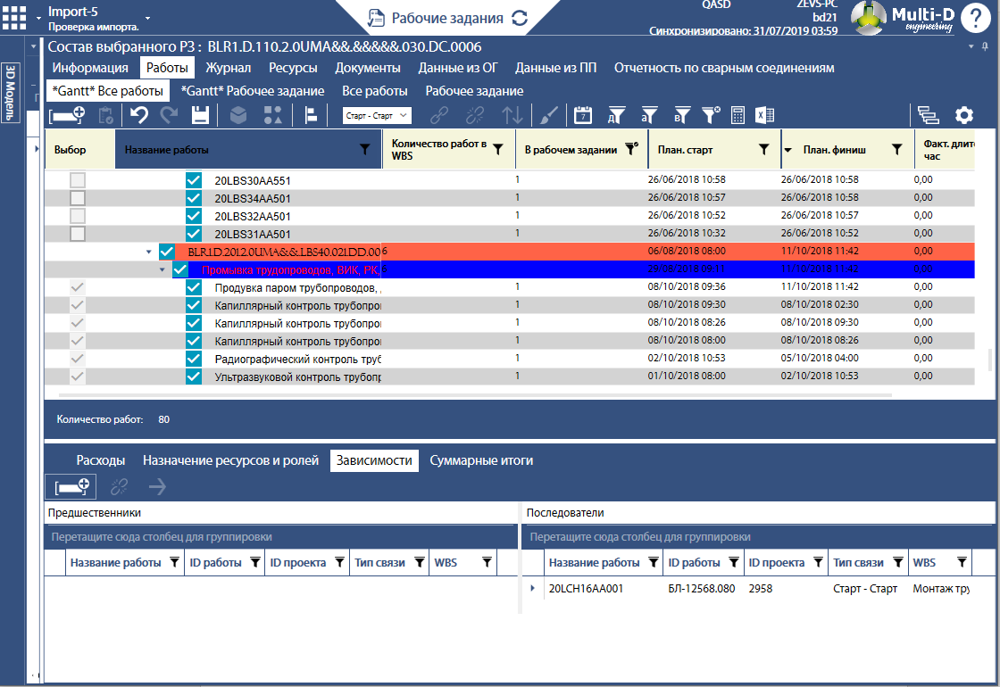 Import-5
Проверка импорта.
Рабочие задания
QASD
ZEVS-PC
bd21
Синхронизировано: 31/07/2019 03:59
Multi-D
engineering
?
3D Модель
Состав выбранного РЗ : BLR1.D.110.2.0UMA&&.&&&&&.030.DC.0006
Информация Работы Журнал Ресурсы Документы Данные из ОГ Данные из ПП Отчетность по сварным соединениям
*Gantt* Все работы *Gantt* Рабочее задание Все работы Рабочее задание
Старт - Старт
Выбор Название работы Количество работ в WBS В рабочем задании План. старт План. финиш Факт. длит час
20LBS30AA551 1 26/06/2018 10:58 26/06/2018 10:58 0,00
20LBS34AA501 1 26/06/2018 10:57 26/06/2018 10:58 0,00
20LBS32AA501 1 26/06/2018 10:52 26/06/2018 10:57 0,00
20LBS31AA501 1 26/06/2018 10:32 26/06/2018 10:52 0,00
BLR1.D.201.2.0UMA&&.LBS40.021.DD.00 6 06/08/2018 08:00 11/10/2018 11:42 0,00
Промывка трудопроводов, ВИК, РК, 6 29/08/2018 09:11 11/10/2018 11:42 0,00
Продувка паром трубопроводов, 1 08/10/2018 09:36 11/10/2018 11:42 0,00
Капиллярный контроль трубопро 1 08/10/2018 09:30 08/10/2018 02:30 0,00
Капиллярный контроль трубопро 1 08/10/2018 08:26 08/10/2018 09:30 0,00
Капиллярный контроль трубопро 1 08/10/2018 08:00 08/10/2018 08:26 0,00
Радиографический контроль труб 1 02/10/2018 10:53 05/10/2018 04:00 0,00
Ультразвуковой контроль трубопр 1 01/10/2018 08:00 02/10/2018 10:53 0,00
Количество работ: 80
Расходы Назначение ресурсов и ролей Зависимости Суммарные итоги
Предшественники
Перетащите сюда столбец для группировки
Название работы ID работы ID проекта Тип связи WBS
Последователи
Перетащите сюда столбец для группировки
Название работы ID работы ID проекта Тип связи WBS
20LCH16AA001 БЛ-12568.080 2958 Старт - Старт Монтаж тру